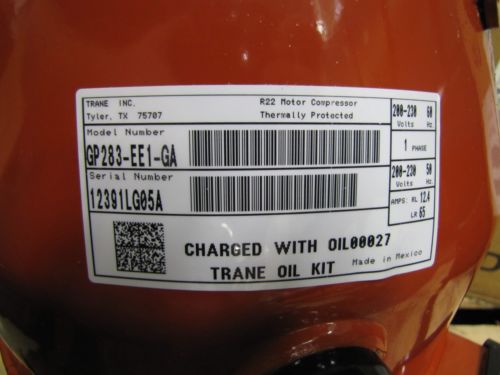 TRANE INC.
Tyler, TX 75707
R22 Motor Compressor
Thermally Protected
Model Number
GP283-EE1-GA
Serial Number
12391LG05A
200-230 60
Volts Hz.
1 PHASE
200-230 50
Volts Hz.
AMPS: RL 12.4
LR 65
CHARGED WITH OIL00027
TRANE OIL KIT
Made in Mexico